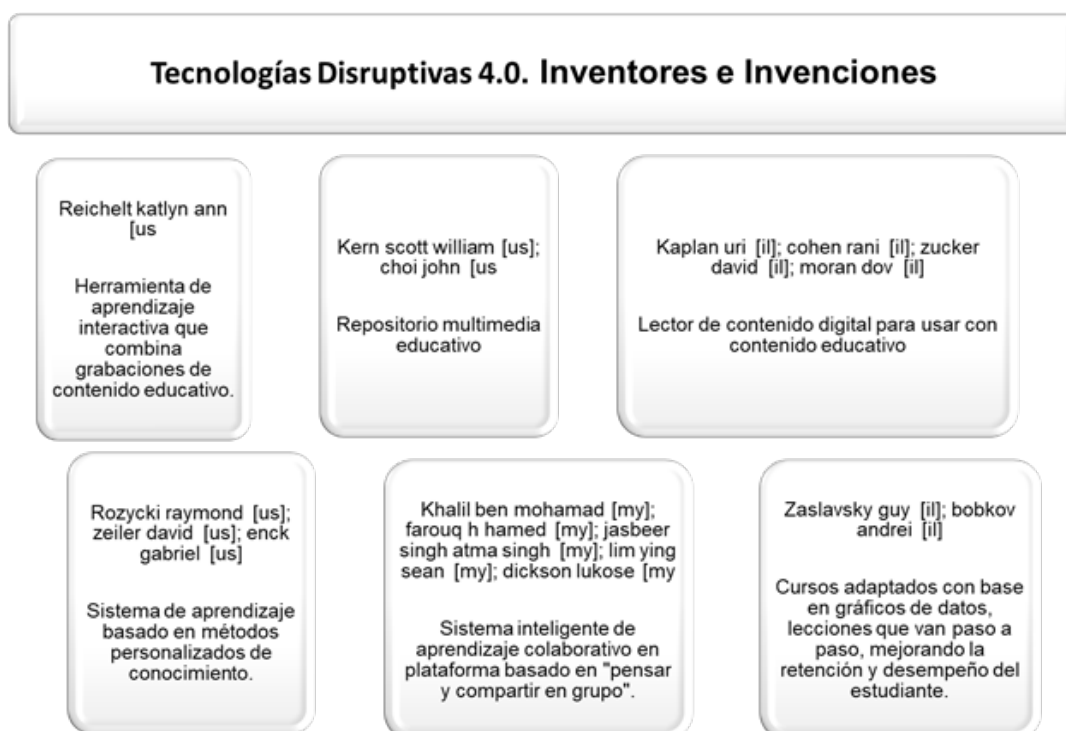 Tecnologías Disruptivas 4.0. Inventores e Invenciones
Reichelt katlyn ann
[us
Herramienta de
aprendizaje
interactiva que
combina
grabaciones de
contenido educativo.
Kern scott william [us];
choi john [us
Repositorio multimedia
educativo
Kaplan uri [il]; cohen rani [il]; zucker
david [il]; moran dov [il]
Lector de contenido digital para usar con
contenido educativo
Rozycki raymond [us];
zeiler david [us]; enck
gabriel [us]
Sistema de aprendizaje
basado en métodos
personalizados de
conocimiento.
Khalil ben mohamad [my];
farouq h hamed [my]; jasbeer
singh atma singh [my]; lim ying
sean [my]; dickson lukose [my
Sistema inteligente de
aprendizaje colaborativo en
plataforma basado en "pensar
y compartir en grupo".
Zaslavsky guy [il]; bobkov
andrei [il]
Cursos adaptados con base
en gráficos de datos,
lecciones que van paso a
paso, mejorando la
retención y desempeño del
estudiante.